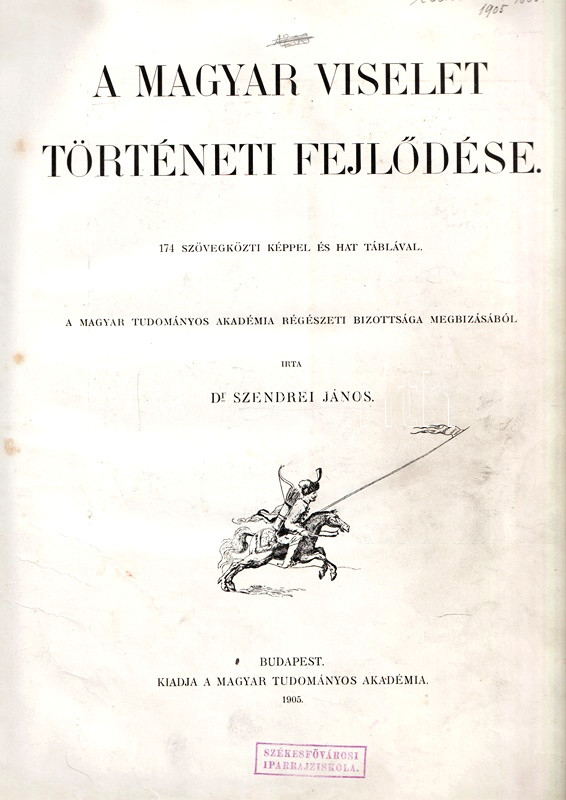 1905
A MAGYAR VISELET
TÖRTÉNETI FEJLŐDÉSE.
174 SZÖVEGKÖZTI KÉPPEL ÉS HAT TÁBLÁVAL.
A MAGYAR TUDOMÁNYOS AKADÉMIA RÉGÉSZETI BIZOTTSÁGA MEGBIZÁSÁBÓL
IRTA
Dr SZENDREI JÁNOS.
BUDAPEST.
KIADJA A MAGYAR TUDOMÁNYOS AKADÉMIA.
1905.
SZÉKESFŐVÁROSI
IPARRAJZISKOLA.